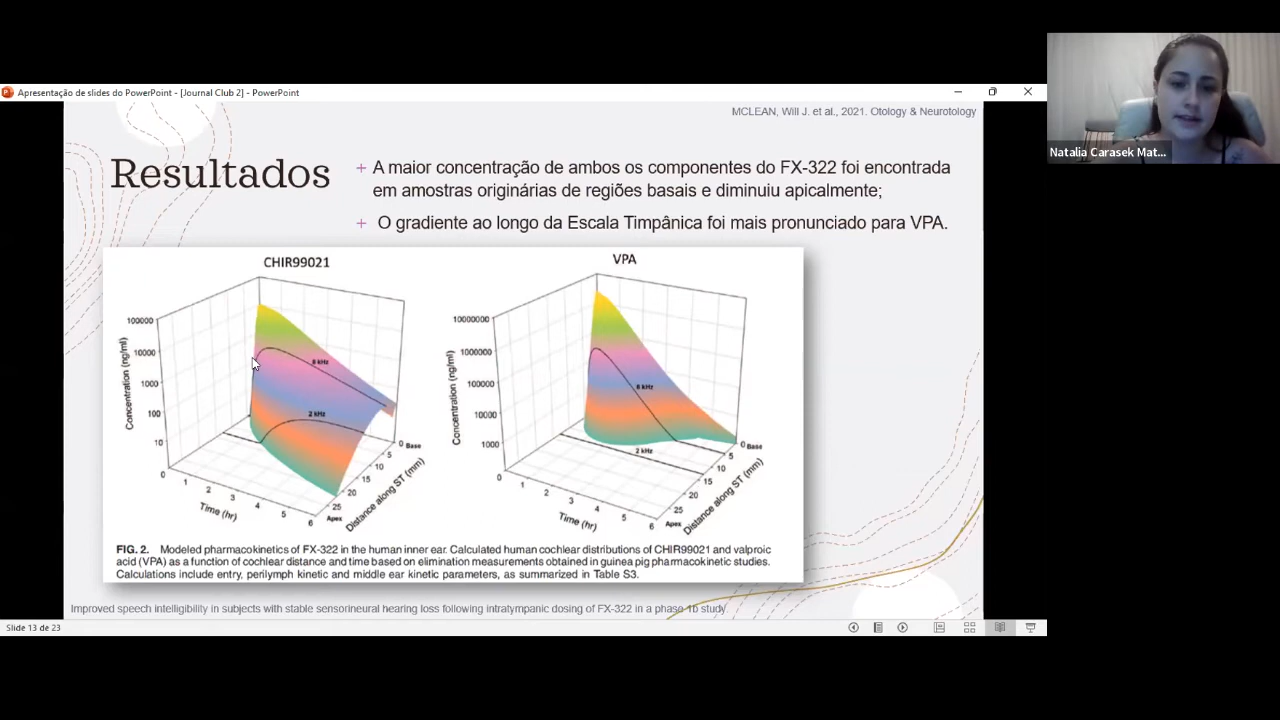 Apresentação de slides do PowerPoint - [Journal Club 2] - PowerPoint
Natalia Carasek Mat...
MCLEAN, Will J. et al., 2021. Otology & Neurotology
Resultados
+ A maior concentração de ambos os componentes do FX-322 foi encontrada
em amostras originárias de regiões basais e diminuiu apicalmente;
+ O gradiente ao longo da Escala Timpânica foi mais pronunciado para VPA.
CHIR99021
Concentration (ng/ml)
100000
10000
1000
100
10
8 kHz
2 kHz
0
1
2
3
4
5
6
Time (hr)
0 Base
5
10
15
20
25
Apex
Distance along ST (mm)
VPA
Concentration (ng/ml)
10000000
1000000
100000
10000
1000
8 kHz
2 kHz
0
1
2
3
4
5
6
Time (hr)
0 Base
5
10
15
20
25
Apex
Distance along ST (mm)
FIG. 2. Modeled pharmacokinetics of FX-322 in the human inner ear. Calculated human cochlear distributions of CHIR99021 and valproic
acid (VPA) as a function of cochlear distance and time based on elimination measurements obtained in guinea pig pharmacokinetic studies.
Calculations include entry, perilymph kinetic and middle ear kinetic parameters, as summarized in Table S3.
Improved speech intelligibility in subjects with stable sensorineural hearing loss following intratympanic dosing of FX-322 in a phase 1b study.
Slide 13 de 23